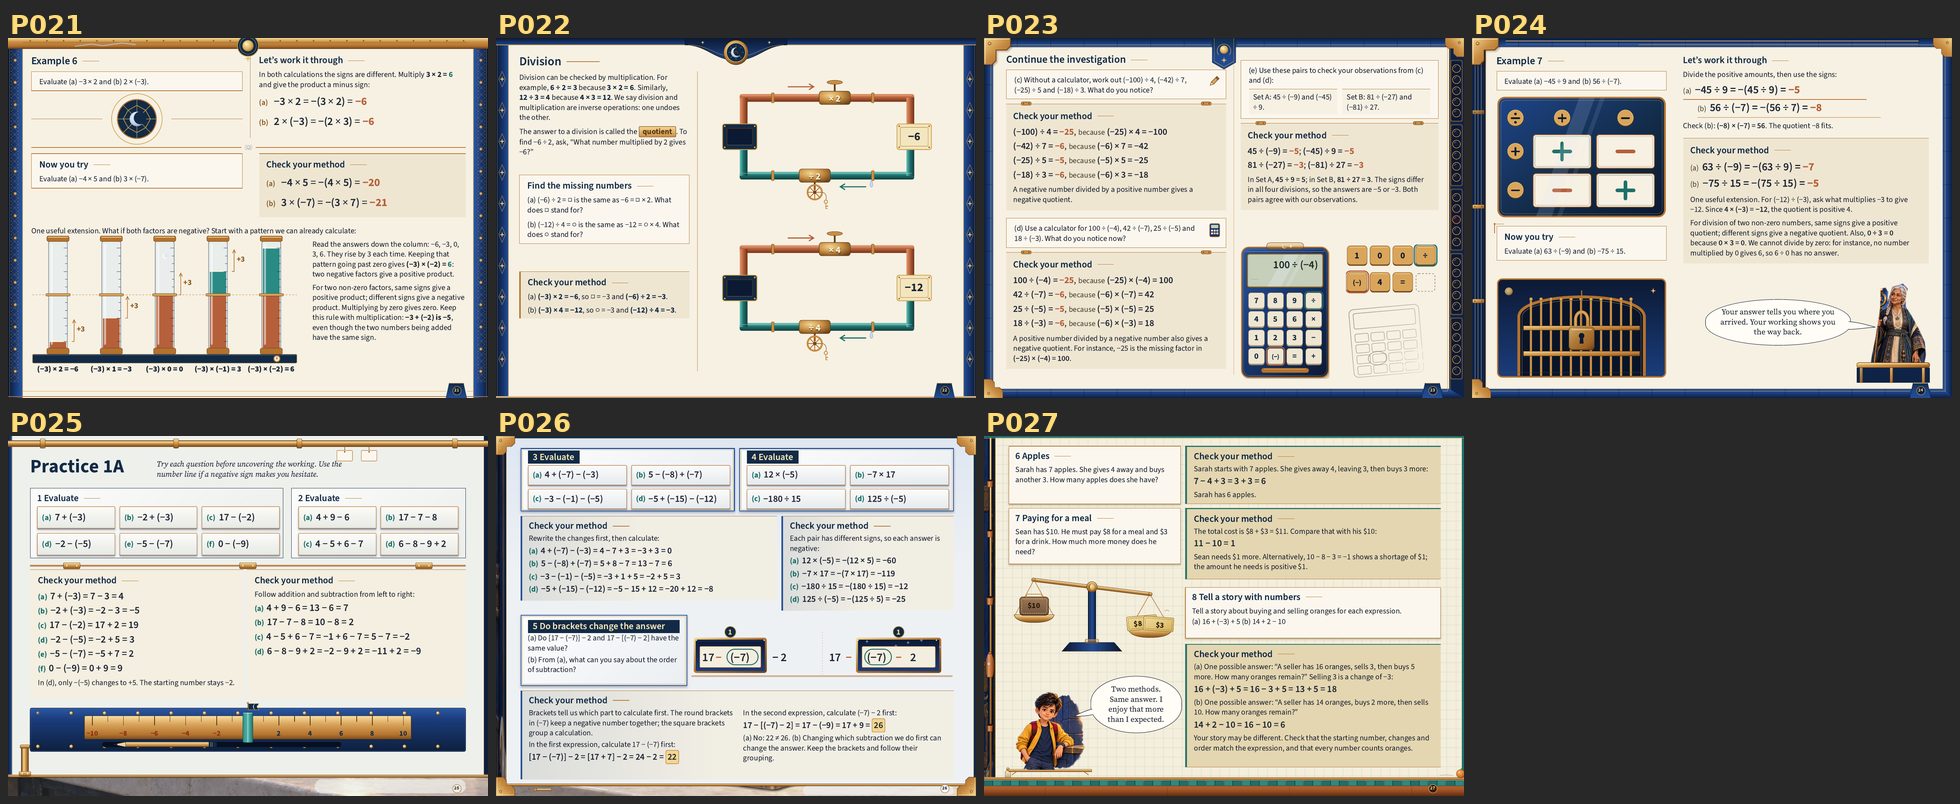 P021
Example 6
Evaluate (a) −3 × 2 and (b) 2 × (−3).
Let's work it through
In both calculations the signs are different. Multiply 3 × 2 = 6
and give the product a minus sign:
(a) −3 × 2 = −(3 × 2) = −6
(b) 2 × (−3) = −(2 × 3) = −6
Now you try
Evaluate (a) −4 × 5 and (b) 3 × (−7).
Check your method
(a) −4 × 5 = −(4 × 5) = −20
(b) 3 × (−7) = −(3 × 7) = −21
One useful extension. What if both factors are negative? Start with a pattern we can already calculate:
+3
+3
+3
+3
(−3) × 2 = −6
(−3) × 1 = −3
(−3) × 0 = 0
(−3) × (−1) = 3
(−3) × (−2) = 6
Read the answers down the column: −6, −3, 0,
3, 6. They rise by 3 each time. Keeping that
pattern going past zero gives (−3) × (−2) = 6:
two negative factors give a positive product.
For two non-zero factors, same signs give a
positive product; different signs give a negative
product. Multiplying by zero gives zero. Keep
this rule with multiplication: −3 + (−2) is −5,
even though the two numbers being added
have the same sign.
21
P022
Division
Division can be checked by multiplication. For
example, 6 ÷ 2 = 3 because 3 × 2 = 6. Similarly,
12 ÷ 3 = 4 because 4 × 3 = 12. We say division and
multiplication are inverse operations: one undoes
the other.
The answer to a division is called the quotient. To
find −6 ÷ 2, ask, "What number multiplied by 2 gives
−6?"
Find the missing numbers
(a) (−6) ÷ 2 = □ is the same as −6 = □ × 2. What
does □ stand for?
(b) (−12) ÷ 4 = ○ is the same as −12 = ○ × 4. What
does ○ stand for?
Check your method
(a) (−3) × 2 = −6, so □ = −3 and (−6) ÷ 2 = −3.
(b) (−3) × 4 = −12, so ○ = −3 and (−12) ÷ 4 = −3.
× 2
−6
÷ 2
× 4
−12
÷ 4
22
P023
Continue the investigation
(c) Without a calculator, work out (−100) ÷ 4, (−42) ÷ 7,
(−25) ÷ 5 and (−18) ÷ 3. What do you notice?
Check your method
(−100) ÷ 4 = −25, because (−25) × 4 = −100
(−42) ÷ 7 = −6, because (−6) × 7 = −42
(−25) ÷ 5 = −5, because (−5) × 5 = −25
(−18) ÷ 3 = −6, because (−6) × 3 = −18
A negative number divided by a positive number gives a
negative quotient.
(d) Use a calculator for 100 ÷ (−4), 42 ÷ (−7), 25 ÷ (−5) and
18 ÷ (−3). What do you notice now?
Check your method
100 ÷ (−4) = −25, because (−25) × (−4) = 100
42 ÷ (−7) = −6, because (−6) × (−7) = 42
25 ÷ (−5) = −5, because (−5) × (−5) = 25
18 ÷ (−3) = −6, because (−6) × (−3) = 18
A positive number divided by a negative number also gives a
negative quotient. For instance, −25 is the missing factor in
(−25) × (−4) = 100.
(e) Use these pairs to check your observations from (c)
and (d):
Set A: 45 ÷ (−9) and (−45)
÷ 9.
Set B: 81 ÷ (−27) and
(−81) ÷ 27.
Check your method
45 ÷ (−9) = −5; (−45) ÷ 9 = −5
81 ÷ (−27) = −3; (−81) ÷ 27 = −3
In Set A, 45 ÷ 9 = 5; in Set B, 81 ÷ 27 = 3. The signs differ
in all four divisions, so the answers are −5 or −3. Both
pairs agree with our observations.
100 ÷ (−4)
7 8 9 ÷
4 5 6 ×
1 2 3 −
0 (−) = +
1 0 0 ÷
(−) 4 =
23
P024
Example 7
Evaluate (a) −45 ÷ 9 and (b) 56 ÷ (−7).
÷ + −
+ + −
− − +
Now you try
Evaluate (a) 63 ÷ (−9) and (b) −75 ÷ 15.
Let's work it through
Divide the positive amounts, then use the signs:
(a) −45 ÷ 9 = −(45 ÷ 9) = −5
(b) 56 ÷ (−7) = −(56 ÷ 7) = −8
Check (b): (−8) × (−7) = 56. The quotient −8 fits.
Check your method
(a) 63 ÷ (−9) = −(63 ÷ 9) = −7
(b) −75 ÷ 15 = −(75 ÷ 15) = −5
One useful extension. For (−12) ÷ (−3), ask what multiplies −3 to give
−12. Since 4 × (−3) = −12, the quotient is positive 4.
For division of two non-zero numbers, same signs give a positive
quotient; different signs give a negative quotient. Also, 0 ÷ 3 = 0
because 0 × 3 = 0. We cannot divide by zero: for instance, no number
multiplied by 0 gives 6, so 6 ÷ 0 has no answer.
Your answer tells you where you
arrived. Your working shows you
the way back.
24
P025
Practice 1A
Try each question before uncovering the working. Use the
number line if a negative sign makes you hesitate.
1 Evaluate
(a) 7 + (−3)
(b) −2 + (−3)
(c) 17 − (−2)
(d) −2 − (−5)
(e) −5 − (−7)
(f) 0 − (−9)
2 Evaluate
(a) 4 + 9 − 6
(b) 17 − 7 − 8
(c) 4 − 5 + 6 − 7
(d) 6 − 8 − 9 + 2
Check your method
(a) 7 + (−3) = 7 − 3 = 4
(b) −2 + (−3) = −2 − 3 = −5
(c) 17 − (−2) = 17 + 2 = 19
(d) −2 − (−5) = −2 + 5 = 3
(e) −5 − (−7) = −5 + 7 = 2
(f) 0 − (−9) = 0 + 9 = 9
In (d), only −(−5) changes to +5. The starting number stays −2.
Check your method
Follow addition and subtraction from left to right:
(a) 4 + 9 − 6 = 13 − 6 = 7
(b) 17 − 7 − 8 = 10 − 8 = 2
(c) 4 − 5 + 6 − 7 = −1 + 6 − 7 = 5 − 7 = −2
(d) 6 − 8 − 9 + 2 = −2 − 9 + 2 = −11 + 2 = −9
−10 −8 −6 −4 −2 2 4 6 8 10
25
P026
3 Evaluate
(a) 4 + (−7) − (−3)
(b) 5 − (−8) + (−7)
(c) −3 − (−1) − (−5)
(d) −5 + (−15) − (−12)
4 Evaluate
(a) 12 × (−5)
(b) −7 × 17
(c) −180 ÷ 15
(d) 125 ÷ (−5)
Check your method
Rewrite the changes first, then calculate:
(a) 4 + (−7) − (−3) = 4 − 7 + 3 = −3 + 3 = 0
(b) 5 − (−8) + (−7) = 5 + 8 − 7 = 13 − 7 = 6
(c) −3 − (−1) − (−5) = −3 + 1 + 5 = −2 + 5 = 3
(d) −5 + (−15) − (−12) = −5 − 15 + 12 = −20 + 12 = −8
Check your method
Each pair has different signs, so each answer is
negative:
(a) 12 × (−5) = −(12 × 5) = −60
(b) −7 × 17 = −(7 × 17) = −119
(c) −180 ÷ 15 = −(180 ÷ 15) = −12
(d) 125 ÷ (−5) = −(125 ÷ 5) = −25
5 Do brackets change the answer
(a) Do [17 − (−7)] − 2 and 17 − [(−7) − 2] have the
same value?
(b) From (a), what can you say about the order
of subtraction?
1
17 − (−7) − 2
1
17 − (−7) − 2
Check your method
Brackets tell us which part to calculate first. The round brackets
in (−7) keep a negative number together; the square brackets
group a calculation.
In the first expression, calculate 17 − (−7) first:
[17 − (−7)] − 2 = [17 + 7] − 2 = 24 − 2 = 22
In the second expression, calculate (−7) − 2 first:
17 − [(−7) − 2] = 17 − (−9) = 17 + 9 = 26
(a) No: 22 ≠ 26. (b) Changing which subtraction we do first can
change the answer. Keep the brackets and follow their
grouping.
26
P027
6 Apples
Sarah has 7 apples. She gives 4 away and buys
another 3. How many apples does she have?
Check your method
Sarah starts with 7 apples. She gives away 4, leaving 3, then buys 3 more:
7 − 4 + 3 = 3 + 3 = 6
Sarah has 6 apples.
7 Paying for a meal
Sean has $10. He must pay $8 for a meal and $3
for a drink. How much more money does he
need?
Check your method
The total cost is $8 + $3 = $11. Compare that with his $10:
11 − 10 = 1
Sean needs $1 more. Alternatively, 10 − 8 − 3 = −1 shows a shortage of $1;
the amount he needs is positive $1.
$10
$8
$3
8 Tell a story with numbers
Tell a story about buying and selling oranges for each expression.
(a) 16 + (−3) + 5 (b) 14 + 2 − 10
Check your method
(a) One possible answer: "A seller has 16 oranges, sells 3, then buys 5
more. How many oranges remain?" Selling 3 is a change of −3:
16 + (−3) + 5 = 16 − 3 + 5 = 13 + 5 = 18
(b) One possible answer: "A seller has 14 oranges, buys 2 more, then sells
10. How many oranges remain?"
14 + 2 − 10 = 16 − 10 = 6
Your story may be different. Check that the starting number, changes and
order match the expression, and that every number counts oranges.
Two methods.
Same answer. I
enjoy that more
than I expected.
27